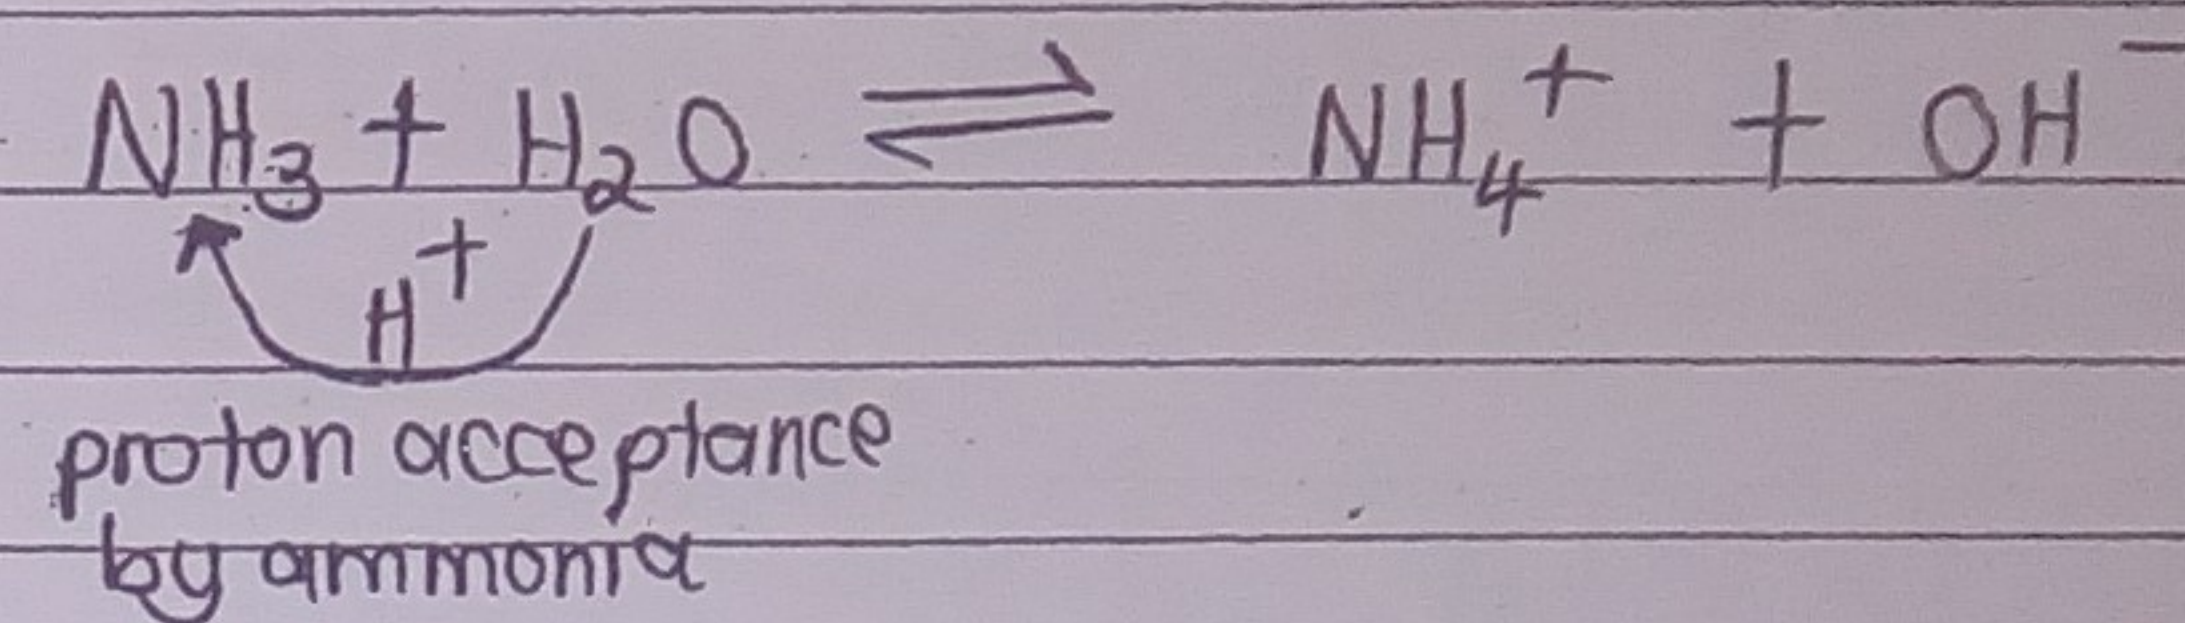 NH₃ + H₂O ⇌ NH₄⁺ + OH⁻
H⁺
proton acceptance
by ammonia